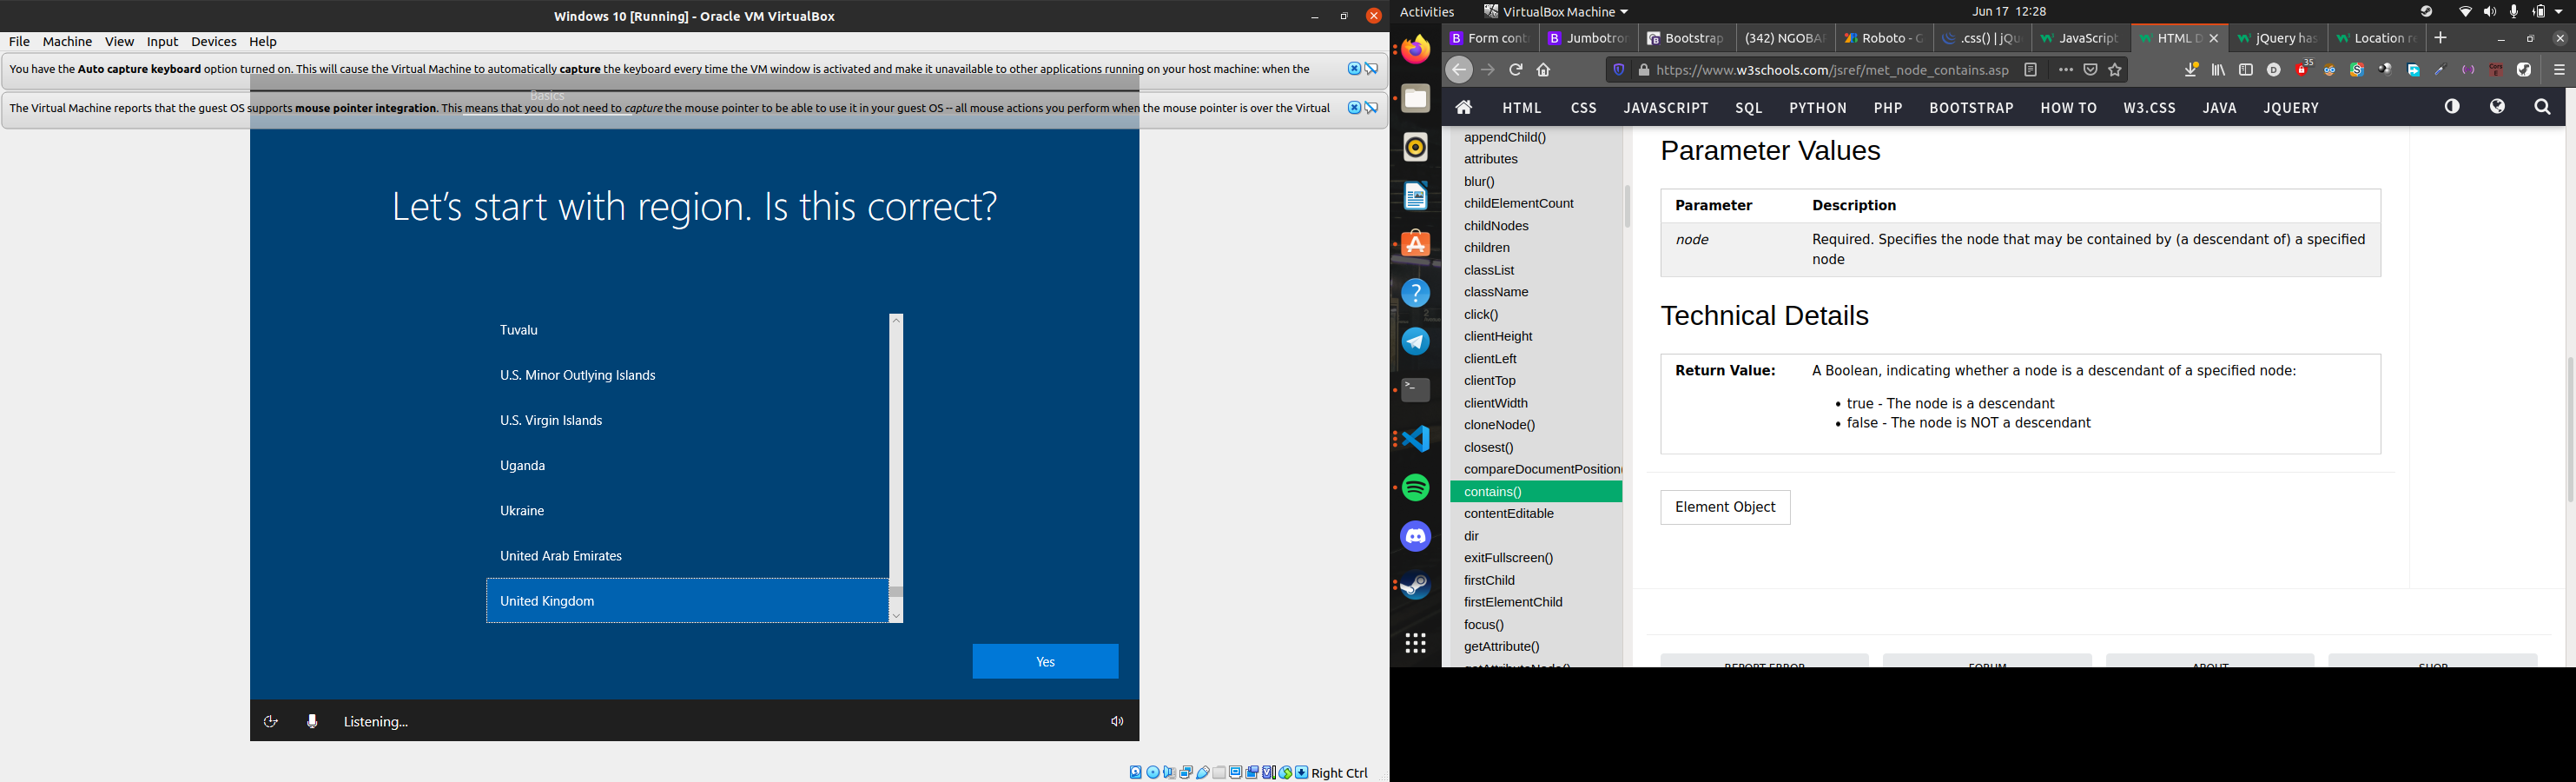 Windows 10 [Running] - Oracle VM VirtualBox
File Machine View Input Devices Help
You have the Auto capture keyboard option turned on. This will cause the Virtual Machine to automatically capture the keyboard every time the VM window is activated and make it unavailable to other applications running on your host machine: when the
Basics
The Virtual Machine reports that the guest OS supports mouse pointer integration. This means that you do not need to capture the mouse pointer to be able to use it in your guest OS -- all mouse actions you perform when the mouse pointer is over the Virtual
Let's start with region. Is this correct?
Tuvalu
U.S. Minor Outlying Islands
U.S. Virgin Islands
Uganda
Ukraine
United Arab Emirates
United Kingdom
Yes
Listening...
Right Ctrl
Activities VirtualBox Machine Jun 17 12:28
Form cont Jumbotron Bootstrap (342) NGOBA Roboto - G .css() | jQu JavaScript HTML D jQuery has Location re
https://www.w3schools.com/jsref/met_node_contains.asp 35
HTML CSS JAVASCRIPT SQL PYTHON PHP BOOTSTRAP HOW TO W3.CSS JAVA JQUERY
appendChild()
attributes
blur()
childElementCount
childNodes
children
classList
className
click()
clientHeight
clientLeft
clientTop
clientWidth
cloneNode()
closest()
compareDocumentPosition(
contains()
contentEditable
dir
exitFullscreen()
firstChild
firstElementChild
focus()
getAttribute()
getAttributeNode()
Parameter Values
Parameter Description
node Required. Specifies the node that may be contained by (a descendant of) a specified
node
Technical Details
Return Value: A Boolean, indicating whether a node is a descendant of a specified node:
• true - The node is a descendant
• false - The node is NOT a descendant
Element Object
REPORT ERROR FORUM ABOUT SHOP